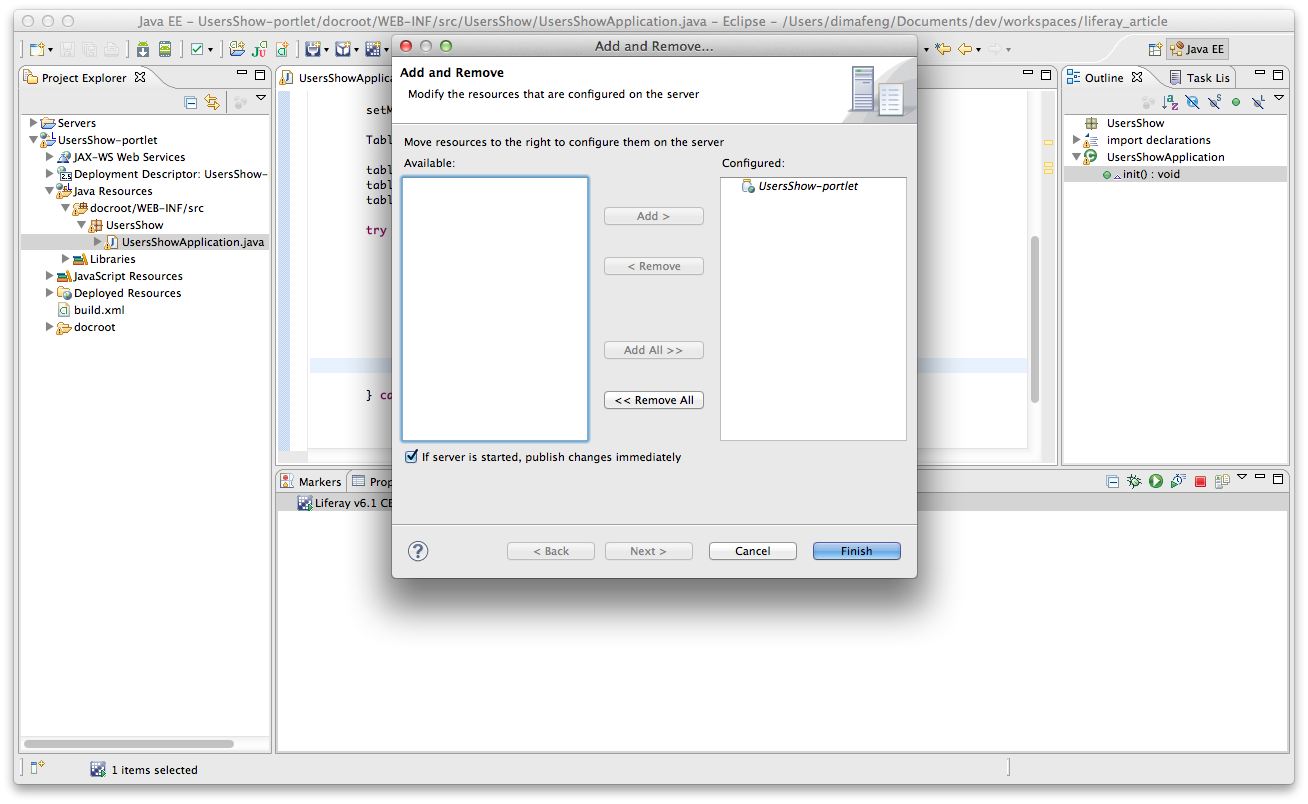 Java EE – UsersShow-portlet/docroot/WEB-INF/src/UsersShow/UsersShowApplication.java – Eclipse – /Users/dimafeng/Documents/dev/workspaces/liferay_article
Java EE
Project Explorer
Servers
UsersShow-portlet
JAX-WS Web Services
Deployment Descriptor: UsersShow-
Java Resources
docroot/WEB-INF/src
UsersShow
UsersShowApplication.java
Libraries
JavaScript Resources
Deployed Resources
build.xml
docroot
UsersShowApplica
setM
Tabl
tabl
tabl
tabl
try
} ca
Add and Remove...
Add and Remove
Modify the resources that are configured on the server
Move resources to the right to configure them on the server
Available:
Configured:
UsersShow-portlet
Add >
< Remove
Add All >>
<< Remove All
If server is started, publish changes immediately
< Back
Next >
Cancel
Finish
Outline
Task Lis
UsersShow
import declarations
UsersShowApplication
init() : void
Markers
Prop
Liferay v6.1 CE
1 items selected